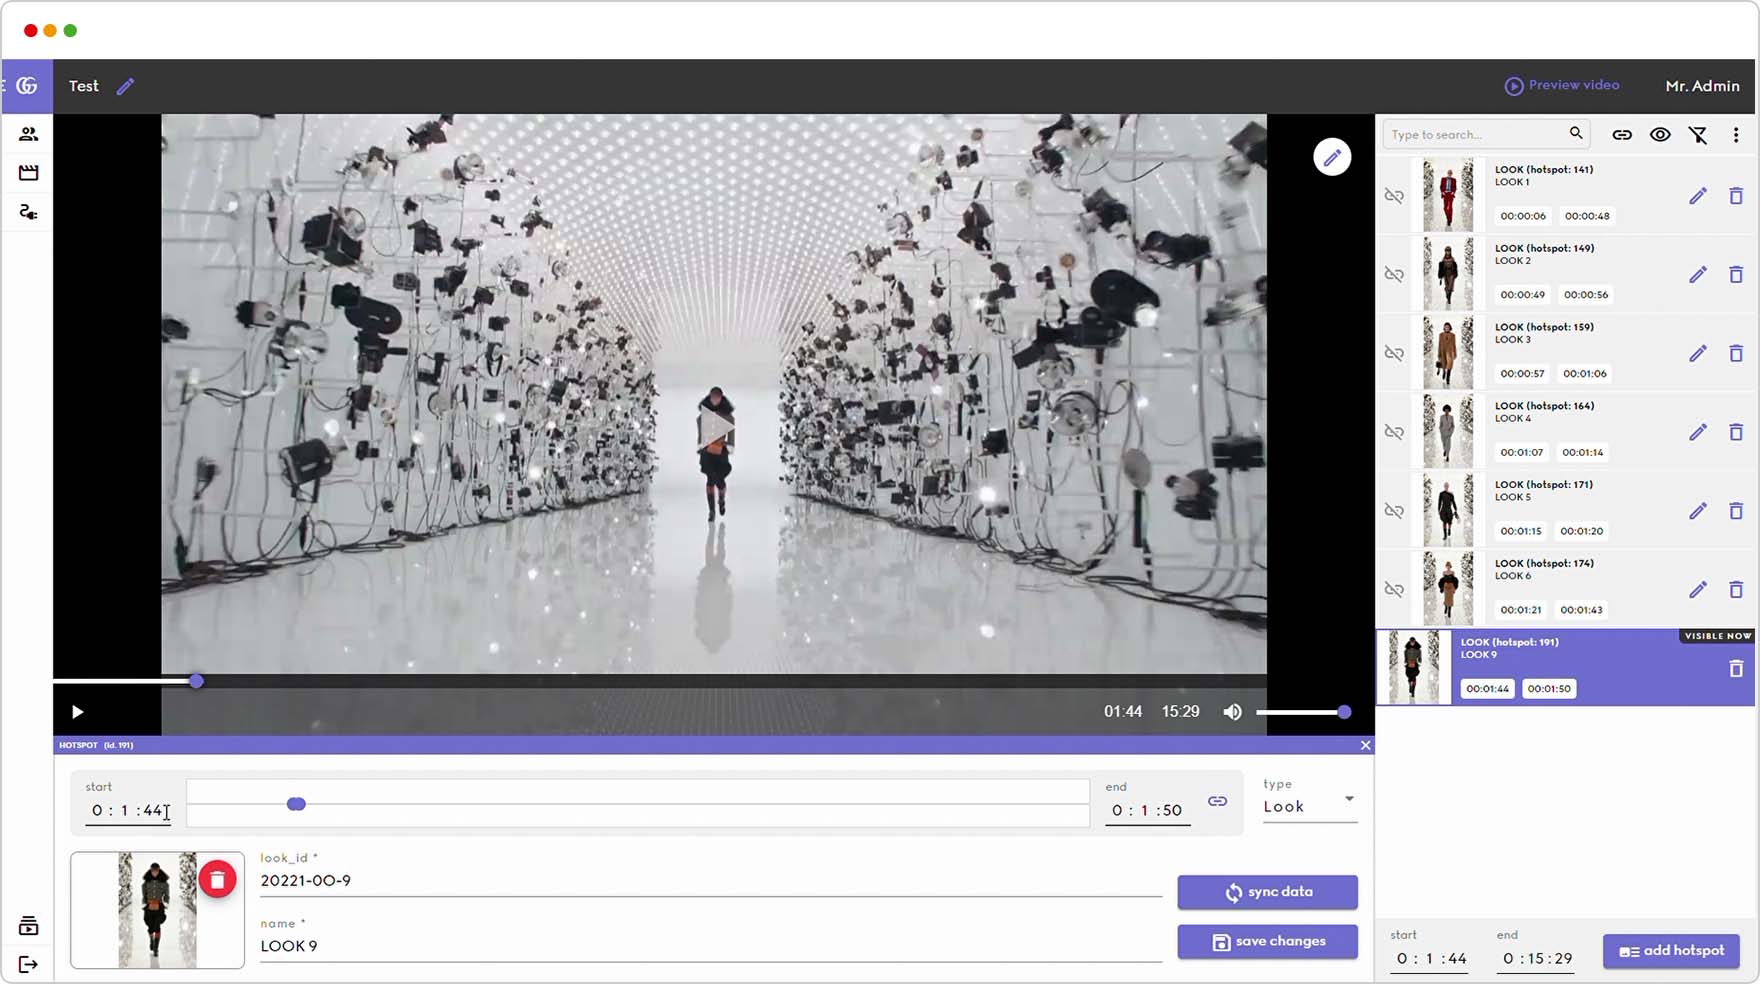 Test
Preview video
Mr. Admin
Type to search...
LOOK (hotspot: 141)
LOOK 1
00:00:06 00:00:48
LOOK (hotspot: 149)
LOOK 2
00:00:49 00:00:56
LOOK (hotspot: 159)
LOOK 3
00:00:57 00:01:06
LOOK (hotspot: 164)
LOOK 4
00:01:07 00:01:14
LOOK (hotspot: 171)
LOOK 5
00:01:15 00:01:20
LOOK (hotspot: 174)
LOOK 6
00:01:21 00:01:43
VISIBLE NOW
LOOK (hotspot: 191)
LOOK 9
00:01:44 00:01:50
01:44 15:29
HOTSPOT (Id. 191)
start
0 : 1 :44
end
0 : 1 :50
type
Look
look_id *
20221-0O-9
name *
LOOK 9
sync data
save changes
start
0 : 1 : 44
end
0 :15 : 29
add hotspot